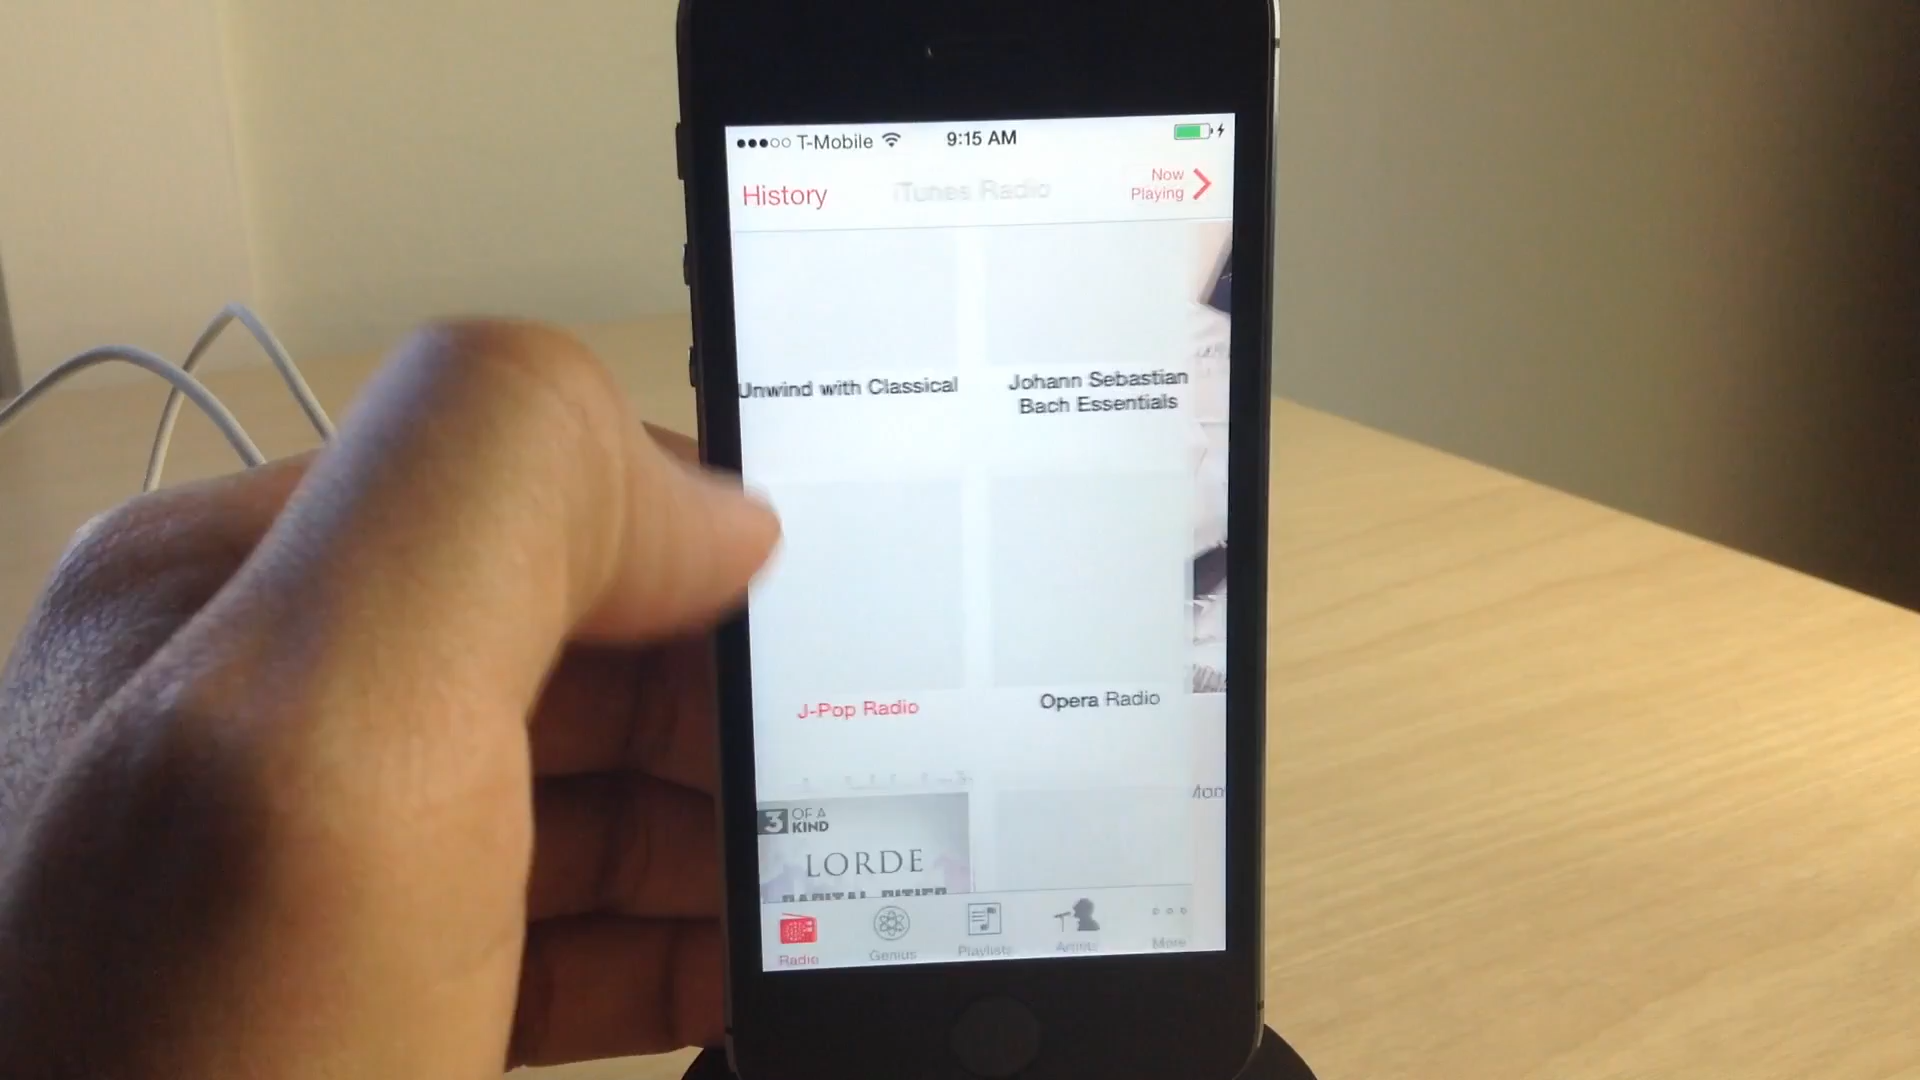 T-Mobile
9:15 AM
History
iTunes Radio
Now
Playing
Unwind with Classical
Johann Sebastian
Bach Essentials
J-Pop Radio
Opera Radio
3 OF A
KIND
LORDE
Radio
Genius
Playlists
Artists
More